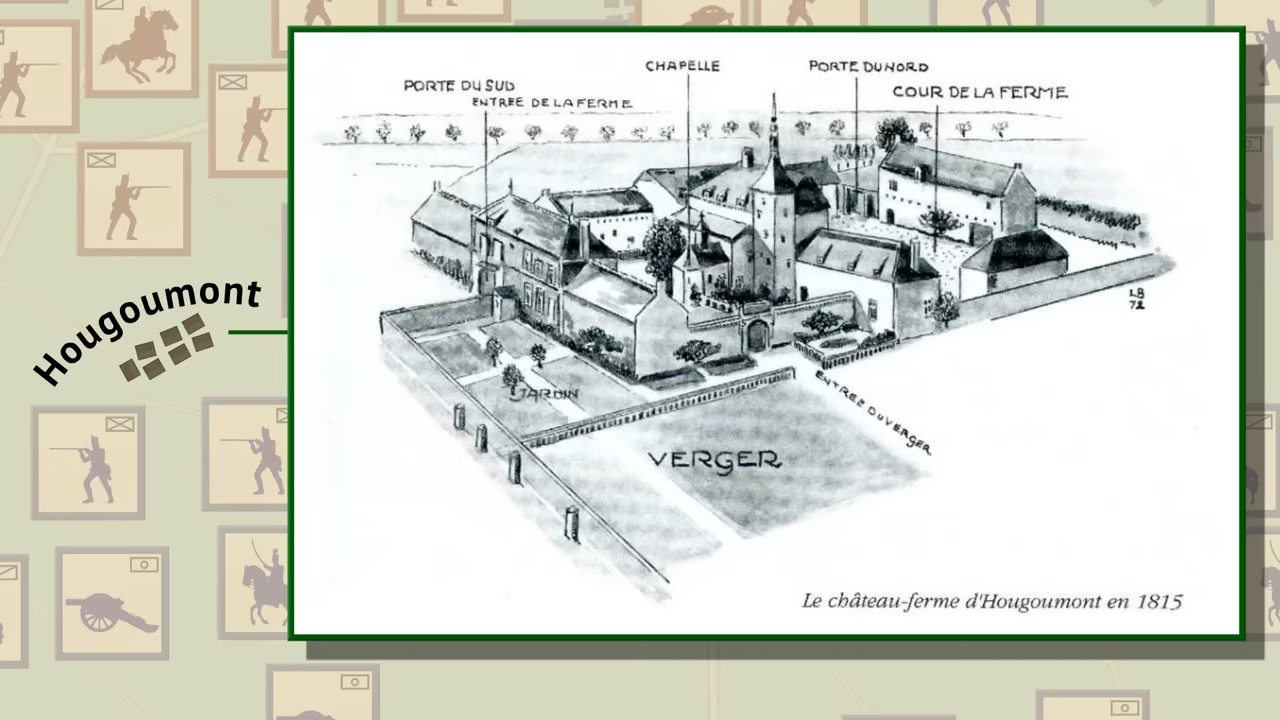 CHAPELLE
PORTE DU NORD
PORTE DU SUD
ENTREE DE LA FERME
COUR DE LA FERME
Hougoumont
LB
72
JARDIN
ENTREE DU VERGER
VERGER
Le château-ferme d'Hougoumont en 1815